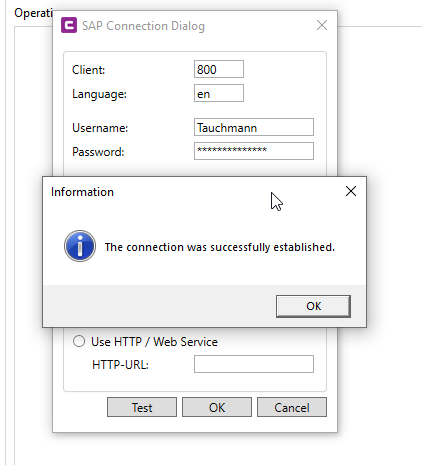 Operati
SAP Connection Dialog
Client: 800
Language: en
Username: Tauchmann
Password: **************
Information
The connection was successfully established.
OK
Use HTTP / Web Service
HTTP-URL:
Test OK Cancel